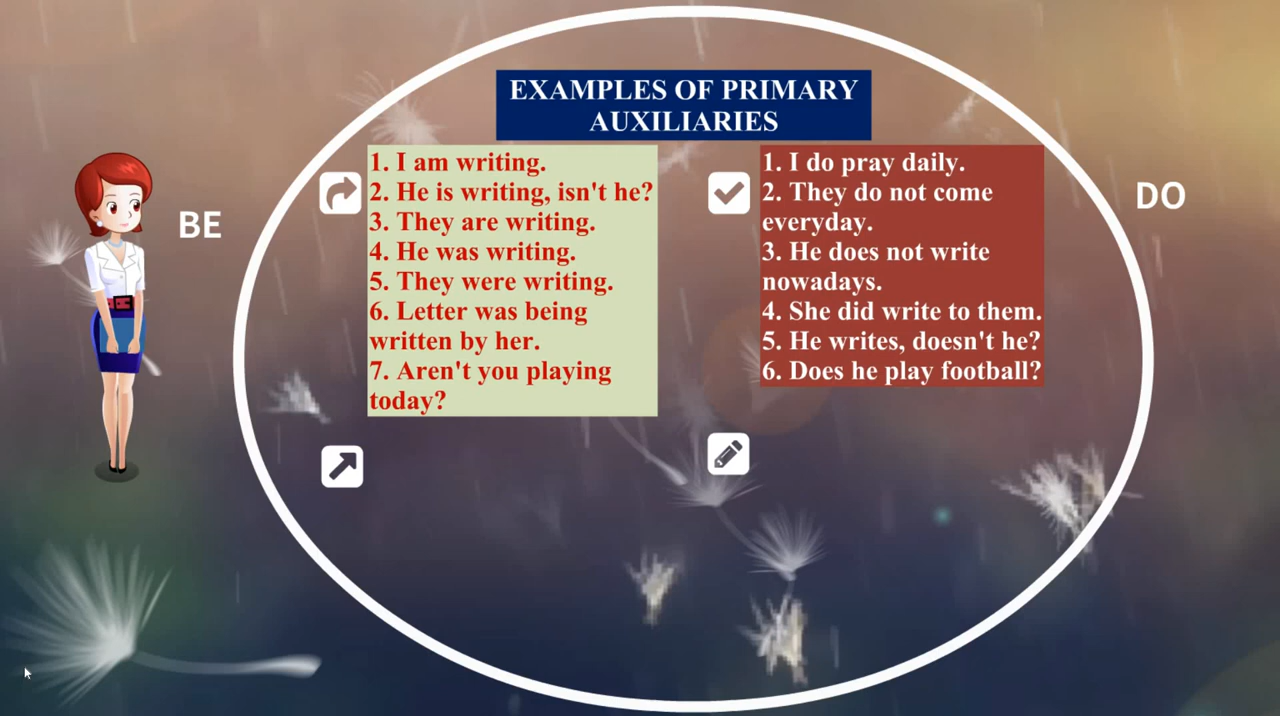 EXAMPLES OF PRIMARY
AUXILIARIES
BE
1. I am writing.
2. He is writing, isn't he?
3. They are writing.
4. He was writing.
5. They were writing.
6. Letter was being
written by her.
7. Aren't you playing
today?
1. I do pray daily.
2. They do not come
everyday.
3. He does not write
nowadays.
4. She did write to them.
5. He writes, doesn't he?
6. Does he play football?
DO